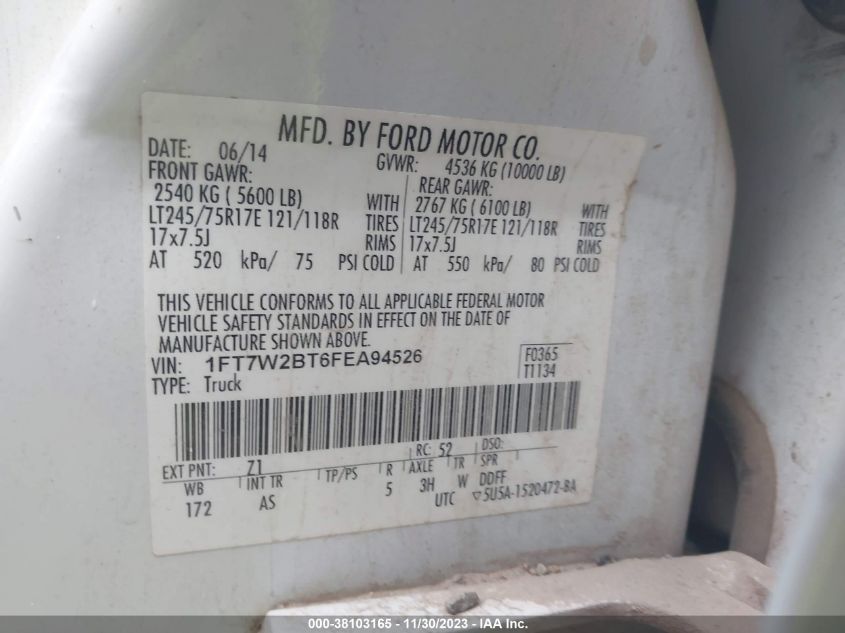 MFD. BY FORD MOTOR CO.
DATE: 06/14 GVWR: 4536 KG (10000 LB)
FRONT GAWR: REAR GAWR:
2540 KG ( 5600 LB) WITH 2767 KG ( 6100 LB) WITH
LT245/75R17E 121/118R TIRES LT245/75R17E 121/118R TIRES
17x7.5J RIMS 17x7.5J RIMS
AT 520 kPa/ 75 PSI COLD AT 550 kPa/ 80 PSI COLD
THIS VEHICLE CONFORMS TO ALL APPLICABLE FEDERAL MOTOR
VEHICLE SAFETY STANDARDS IN EFFECT ON THE DATE OF
MANUFACTURE SHOWN ABOVE.
VIN: 1FT7W2BT6FEA94526 F0365
TYPE: Truck T1134
EXT PNT: Z1 RC: 52 DSO:
WB INT TR TP/PS R AXLE TR SPR
172 AS 5 3H W DDFF
UTC ▽5U5A-1520472-BA
000-38103165 - 11/30/2023 - IAA Inc.